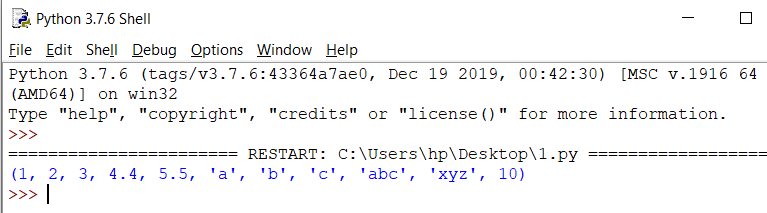 Python 3.7.6 Shell
File Edit Shell Debug Options Window Help
Python 3.7.6 (tags/v3.7.6:43364a7ae0, Dec 19 2019, 00:42:30) [MSC v.1916 64
(AMD64)] on win32
Type "help", "copyright", "credits" or "license()" for more information.
>>>
======================= RESTART: C:\Users\hp\Desktop\1.py ==================
(1, 2, 3, 4.4, 5.5, 'a', 'b', 'c', 'abc', 'xyz', 10)
>>>